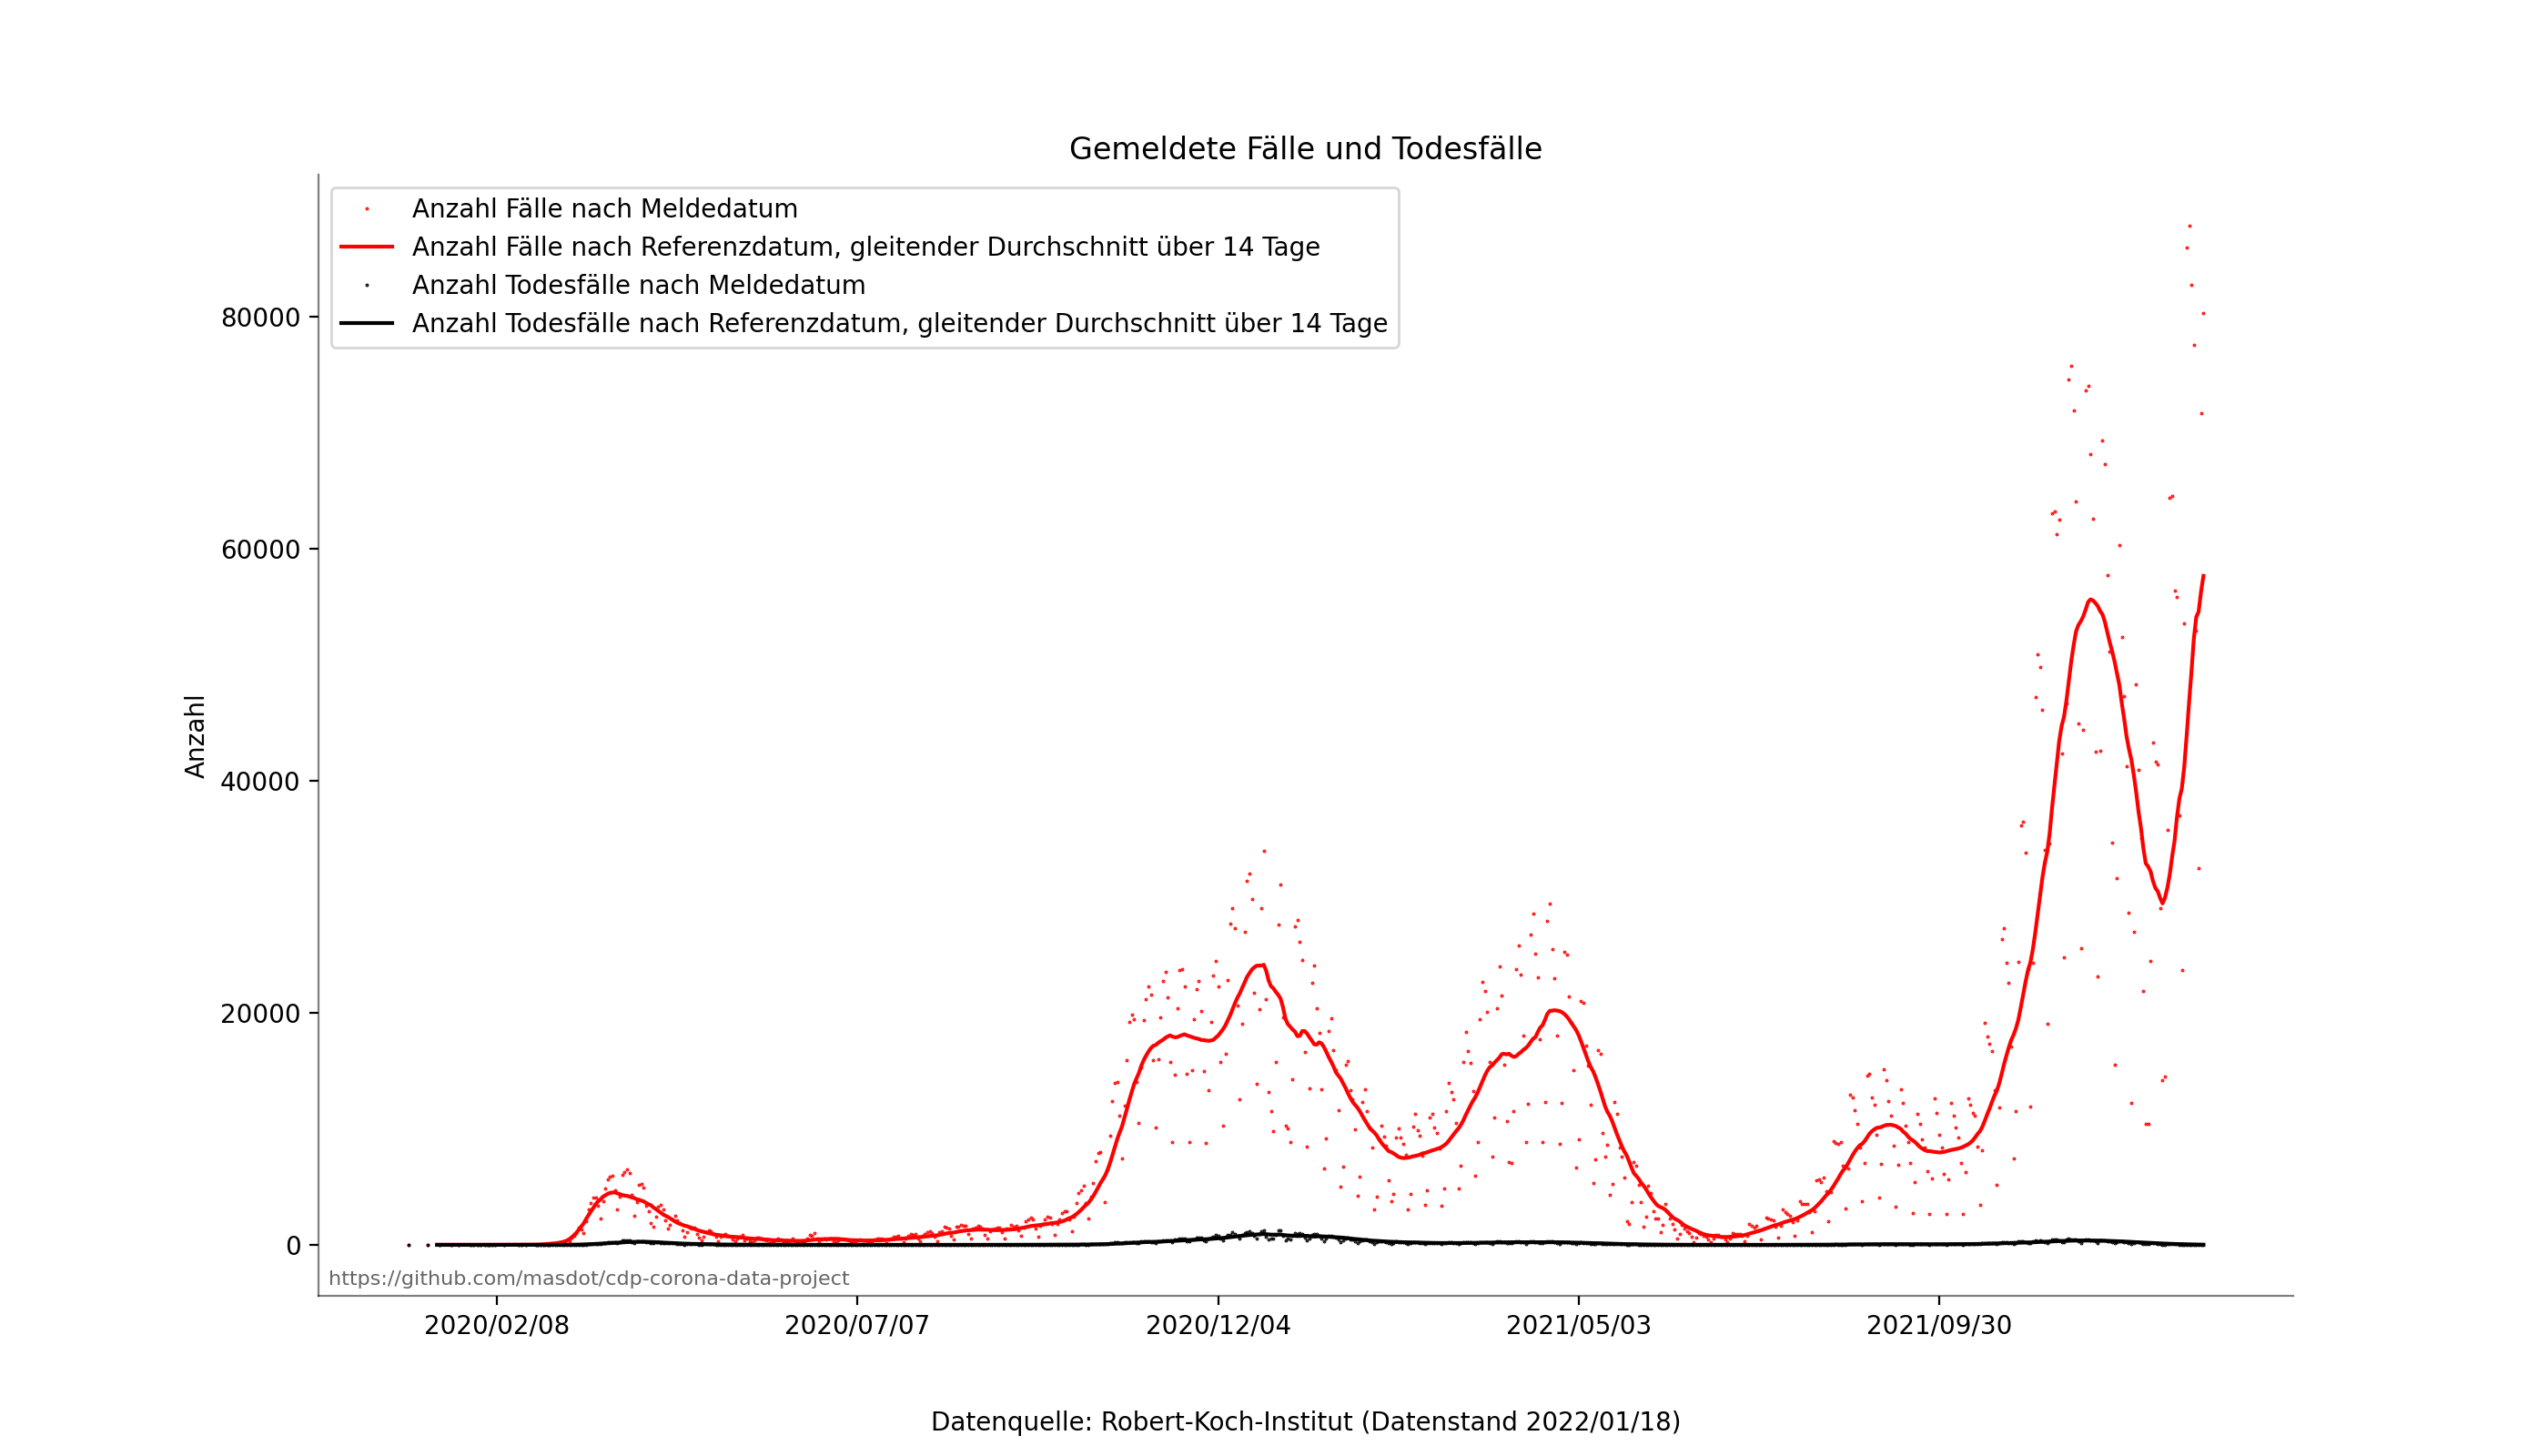 Gemeldete Fälle und Todesfälle
Anzahl Fälle nach Meldedatum
Anzahl Fälle nach Referenzdatum, gleitender Durchschnitt über 14 Tage
Anzahl Todesfälle nach Meldedatum
Anzahl Todesfälle nach Referenzdatum, gleitender Durchschnitt über 14 Tage
80000
60000
40000
20000
0
Anzahl
https://github.com/masdot/cdp-corona-data-project
2020/02/08
2020/07/07
2020/12/04
2021/05/03
2021/09/30
Datenquelle: Robert-Koch-Institut (Datenstand 2022/01/18)